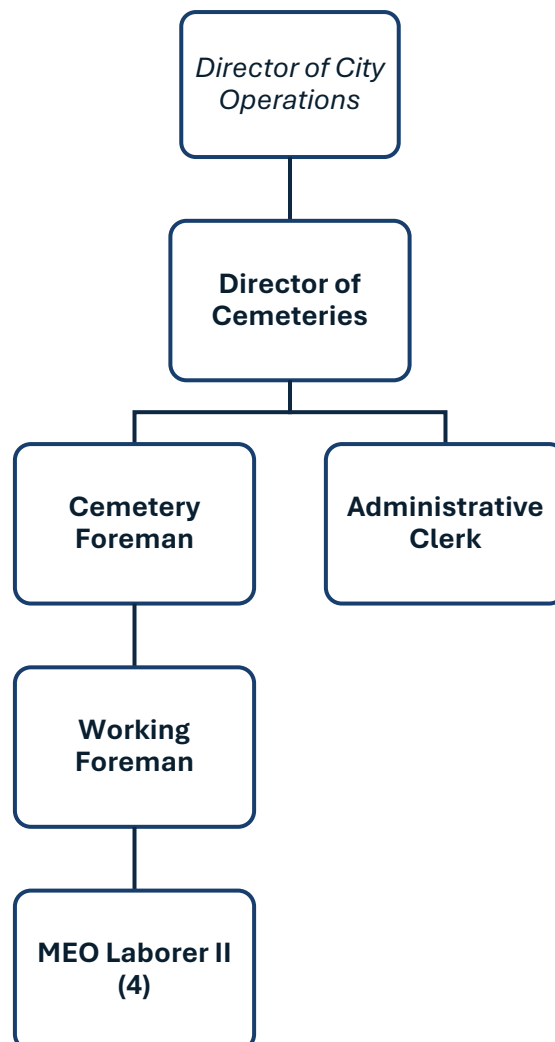 Director of City
Operations
Director of
Cemeteries
Cemetery
Foreman
Administrative
Clerk
Working
Foreman
MEO Laborer II
(4)